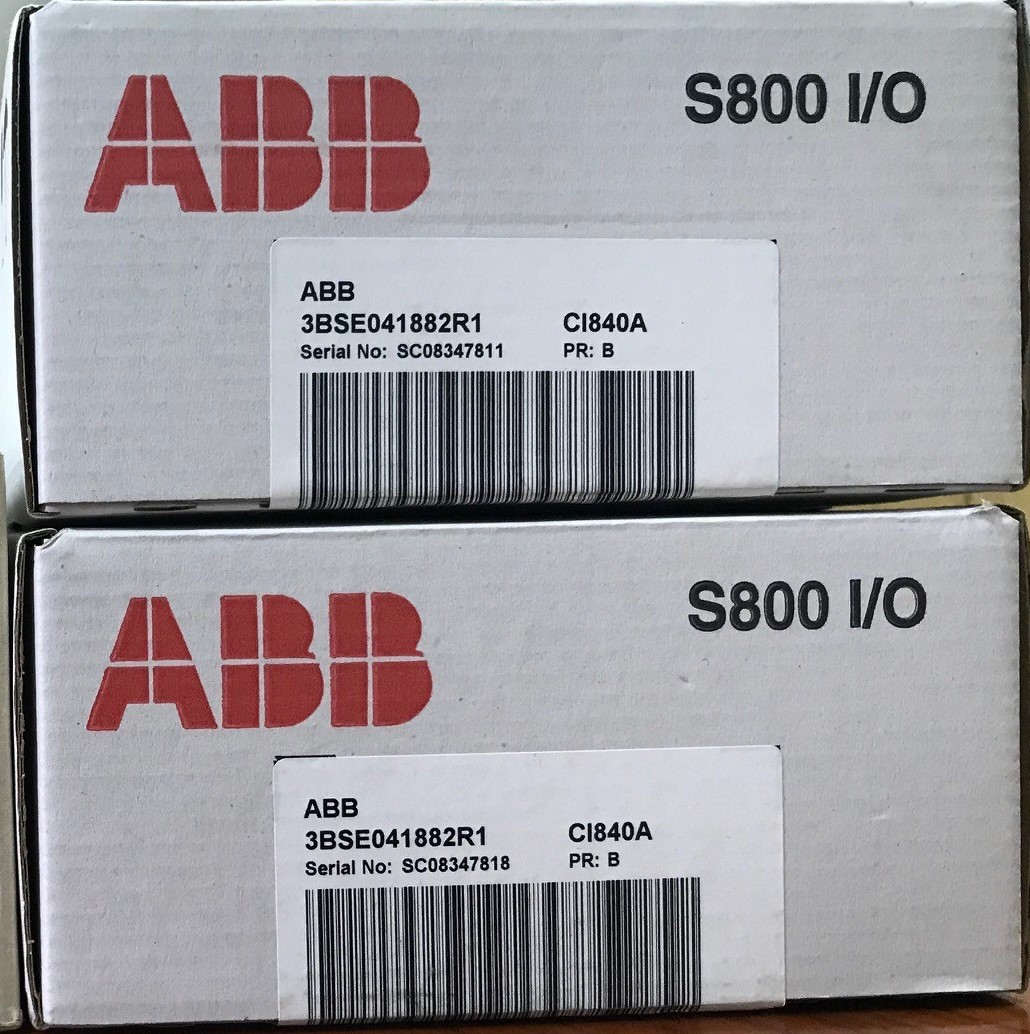 ABB
S800 I/O
ABB
3BSE041882R1 CI840A
Serial No: SC08347811 PR: B
ABB
S800 I/O
ABB
3BSE041882R1 CI840A
Serial No: SC08347818 PR: B